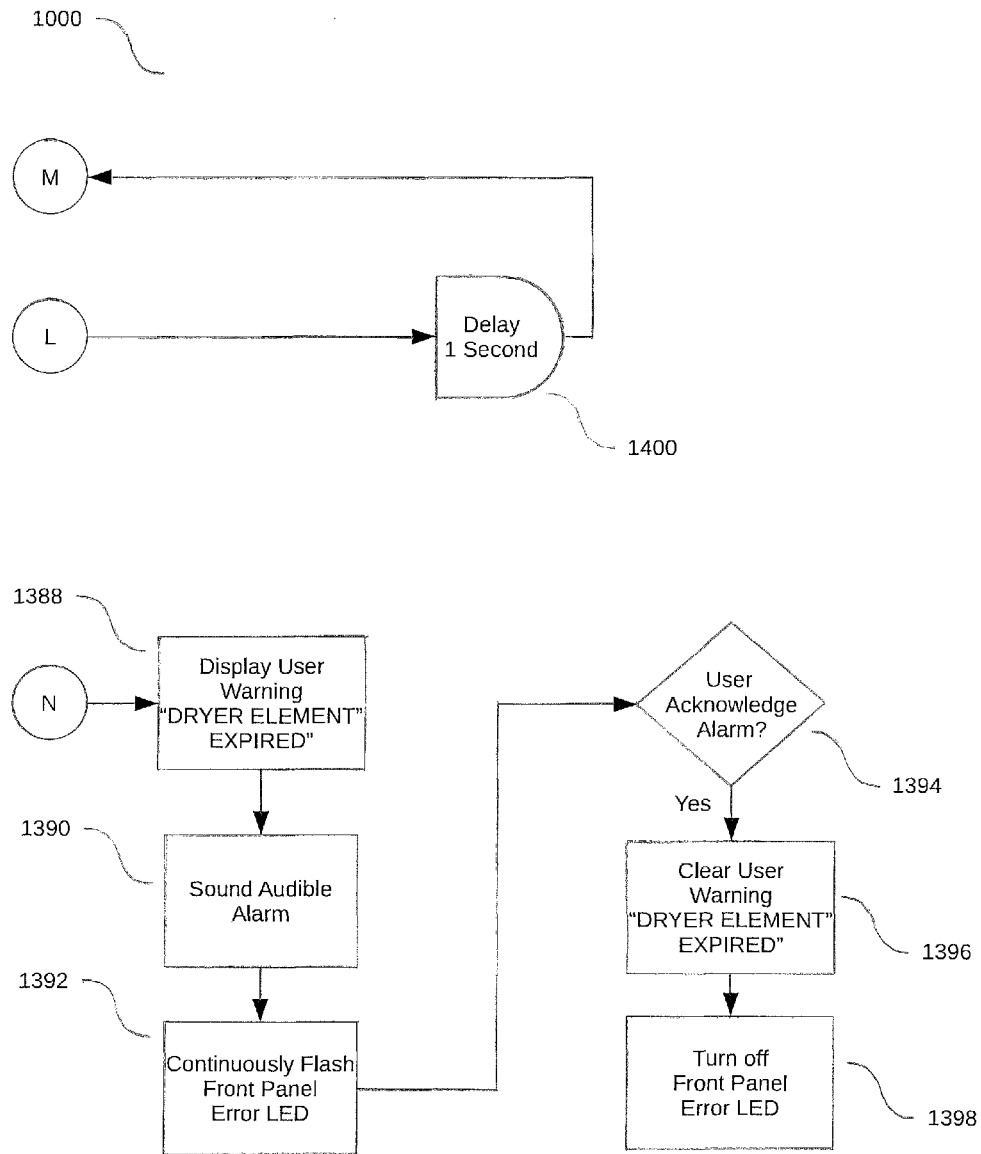 1000
M
L
Delay
1 Second
1400
1388
N
Display User
Warning
“DRYER ELEMENT”
EXPIRED”
1390
Sound Audible
Alarm
1392
Continuously Flash
Front Panel
Error LED
User
Acknowledge
Alarm?
1394
Yes
Clear User
Warning
“DRYER ELEMENT”
EXPIRED”
1396
Turn off
Front Panel
Error LED
1398